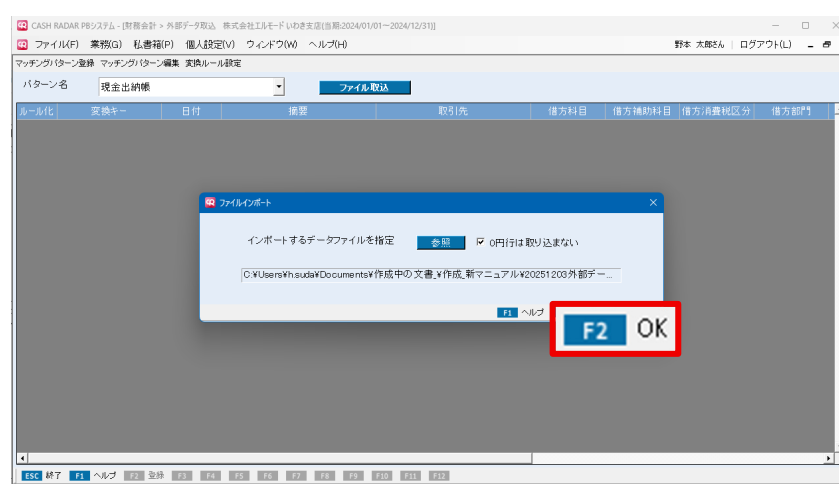 CASH RADAR PBシステム - [財務会計 > 外部データ取込 株式会社エルモード いわき支店(当期:2024/01/01～2024/12/31)]
ファイル(F) 業務(G) 私書箱(P) 個人設定(V) ウィンドウ(W) ヘルプ(H) 野本 太郎さん ログアウト(L)
マッチングパターン登録 マッチングパターン編集 変換ルール設定
パターン名 現金出納帳 ファイル取込
ルール化 変換キー 日付 摘要 取引先 借方科目 借方補助科目 借方消費税区分 借方部門
ファイルインポート
インポートするデータファイルを指定 参照 0円行は取り込まない
C:¥Users¥h.suda¥Documents¥作成中の文書_¥作成_新マニュアル¥20251203外部デー...
F1 ヘルプ
F2 OK
ESC 終了 F1 ヘルプ F2 登録 F3 F4 F5 F6 F7 F8 F9 F10 F11 F12